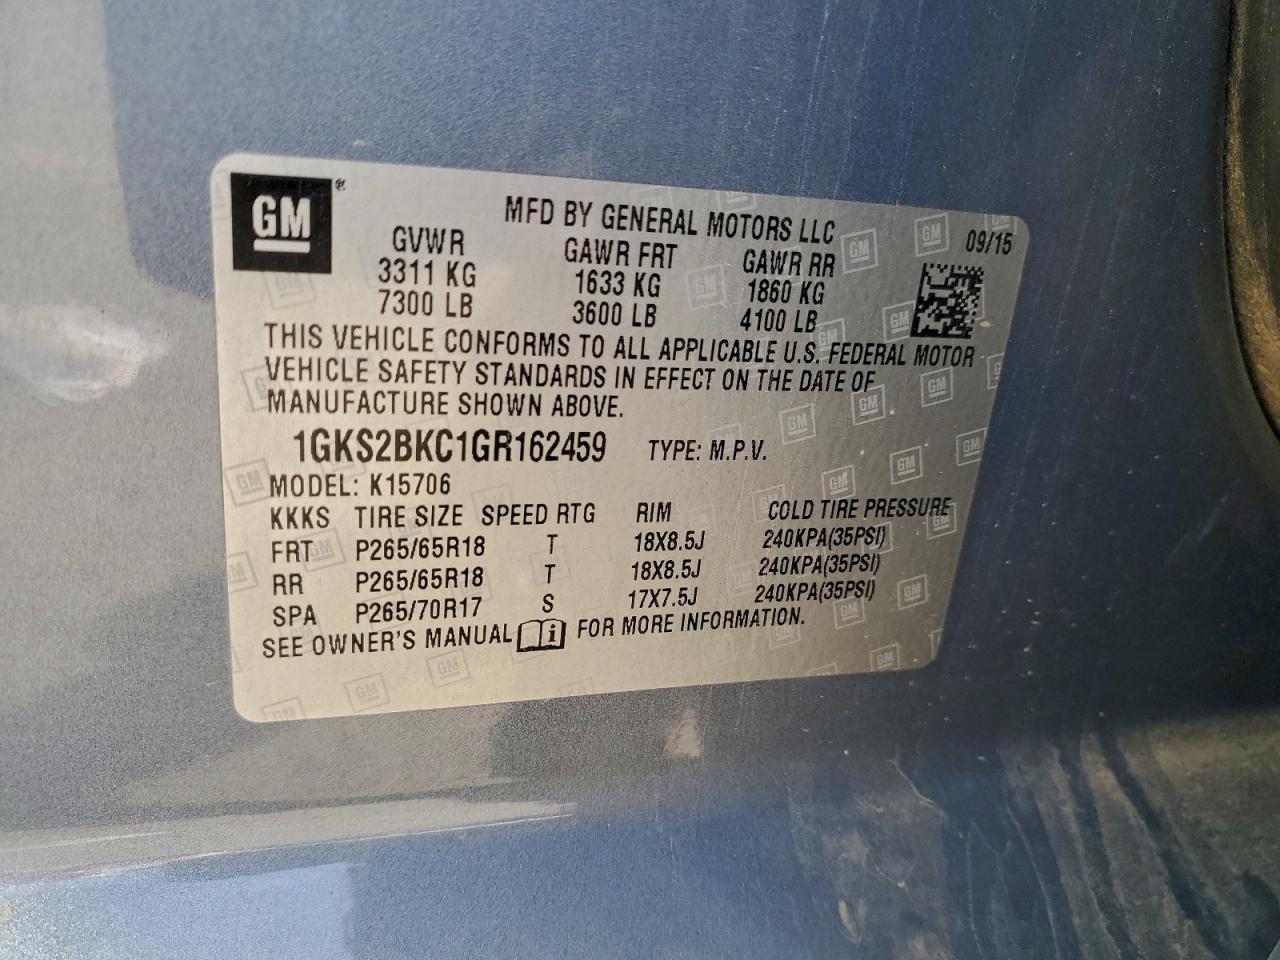 GM ®
MFD BY GENERAL MOTORS LLC
09/15
GVWR GAWR FRT GAWR RR
3311 KG 1633 KG 1860 KG
7300 LB 3600 LB 4100 LB
THIS VEHICLE CONFORMS TO ALL APPLICABLE U.S. FEDERAL MOTOR
VEHICLE SAFETY STANDARDS IN EFFECT ON THE DATE OF
MANUFACTURE SHOWN ABOVE.
1GKS2BKC1GR162459 TYPE: M.P.V.
MODEL: K15706
KKKS TIRE SIZE SPEED RTG RIM COLD TIRE PRESSURE
FRT P265/65R18 T 18X8.5J 240KPA(35PSI)
RR P265/65R18 T 18X8.5J 240KPA(35PSI)
SPA P265/70R17 S 17X7.5J 240KPA(35PSI)
SEE OWNER'S MANUAL i FOR MORE INFORMATION.